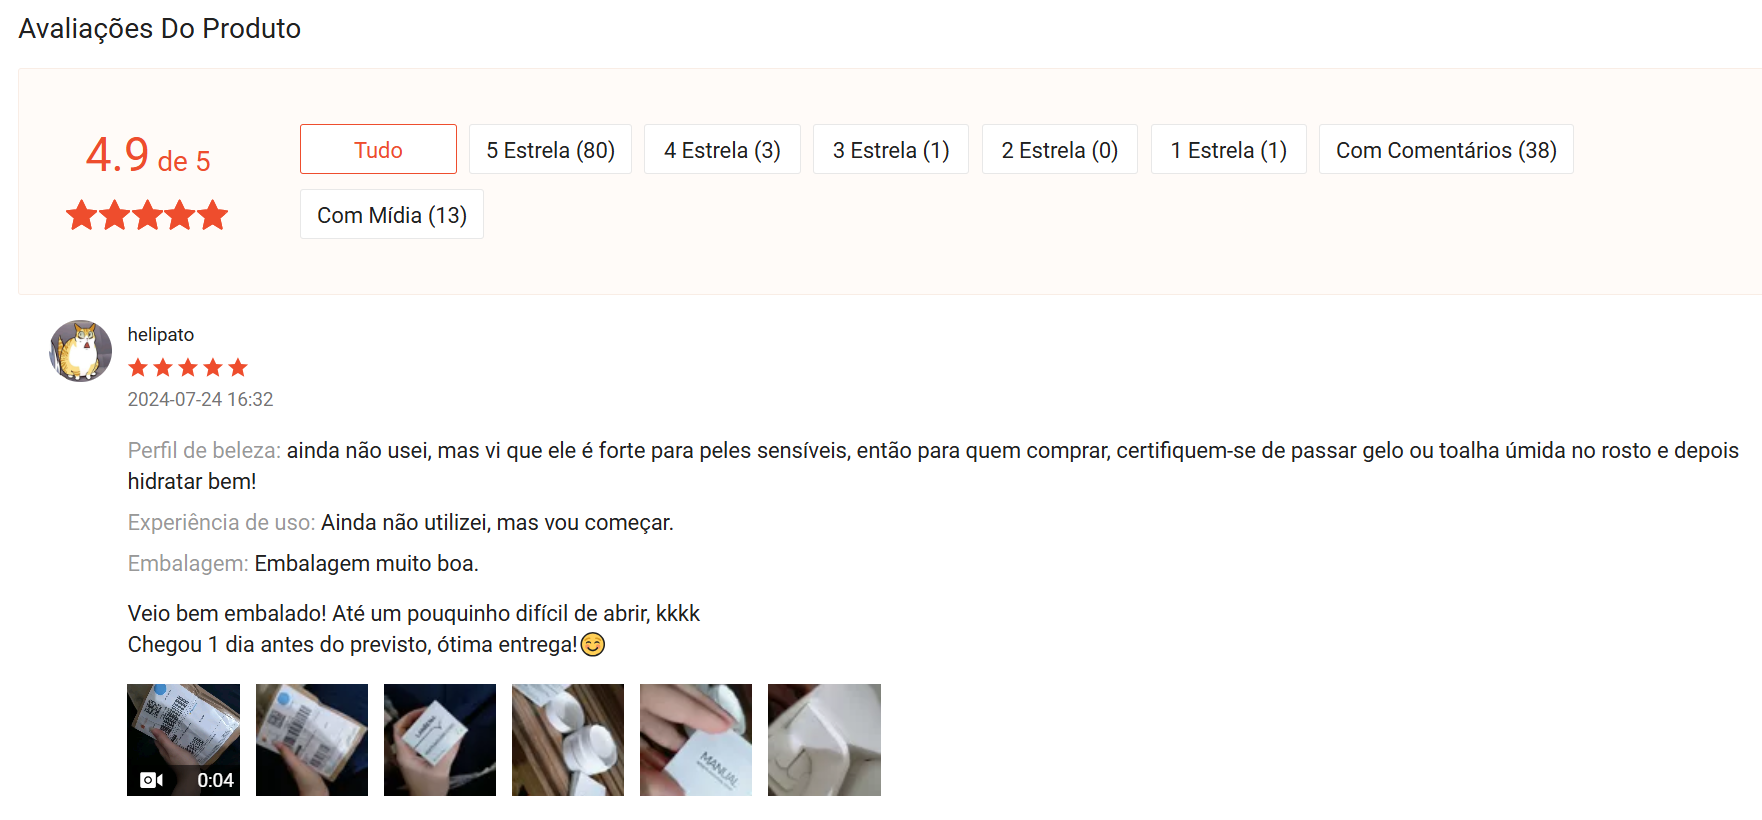 Avaliações Do Produto
4.9 de 5
Tudo
5 Estrela (80)
4 Estrela (3)
3 Estrela (1)
2 Estrela (0)
1 Estrela (1)
Com Comentários (38)
Com Mídia (13)
helipato
2024-07-24 16:32
Perfil de beleza: ainda não usei, mas vi que ele é forte para peles sensíveis, então para quem comprar, certifiquem-se de passar gelo ou toalha úmida no rosto e depois
hidratar bem!
Experiência de uso: Ainda não utilizei, mas vou começar.
Embalagem: Embalagem muito boa.
Veio bem embalado! Até um pouquinho difícil de abrir, kkkk
Chegou 1 dia antes do previsto, ótima entrega!😊
0:04
MANUAL